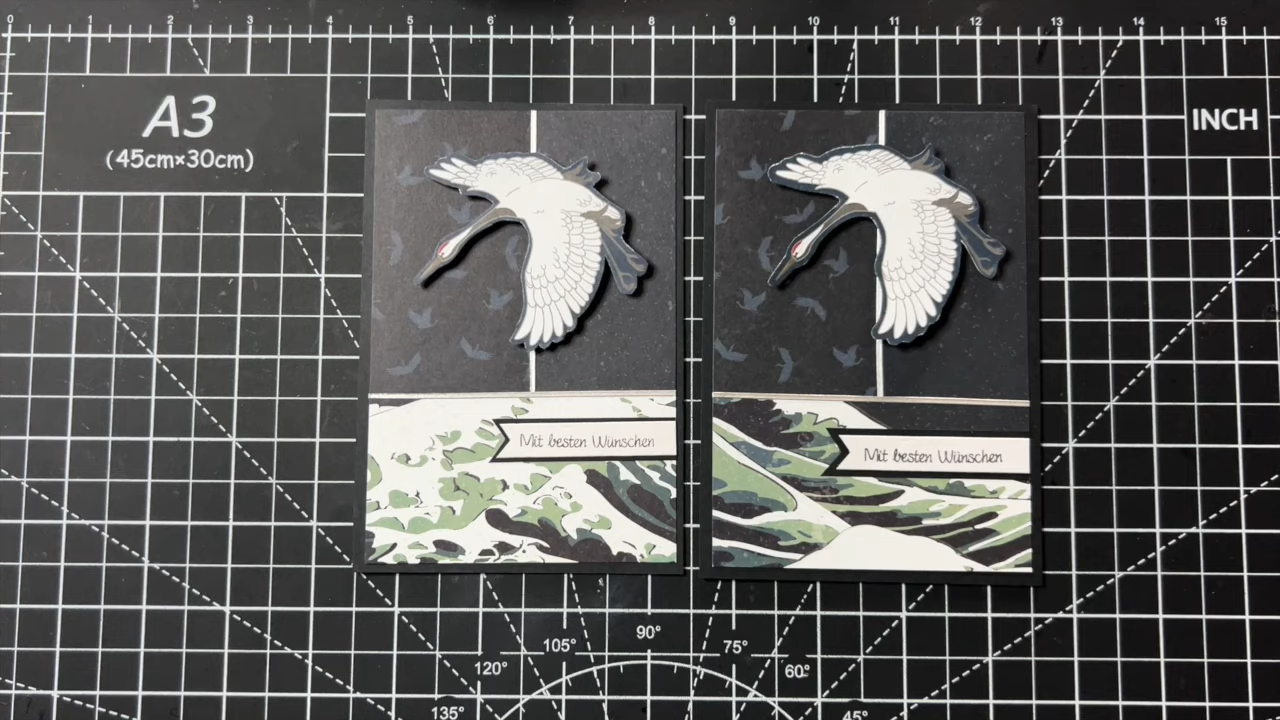 0 1 2 3 4 5 6 7 8 9 10 11 12 13 14 15
A3
(45cm×30cm)
INCH
Mit besten Wünschen
Mit besten Wünschen
90°
105°
75°
120°
60°
135°
45°